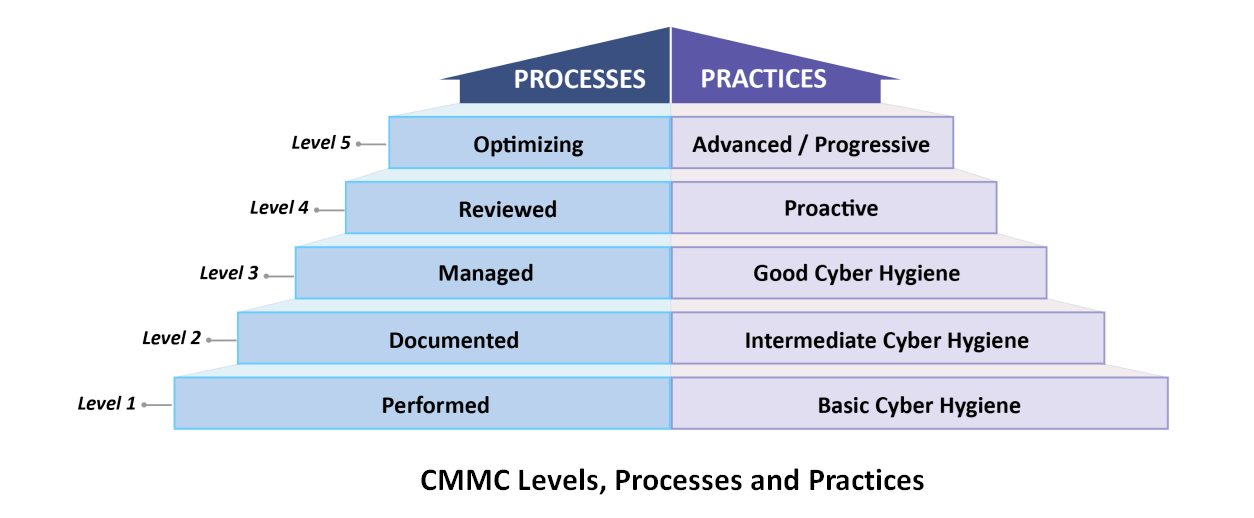 PROCESSES PRACTICES
Level 5 Optimizing Advanced / Progressive
Level 4 Reviewed Proactive
Level 3 Managed Good Cyber Hygiene
Level 2 Documented Intermediate Cyber Hygiene
Level 1 Performed Basic Cyber Hygiene
CMMC Levels, Processes and Practices